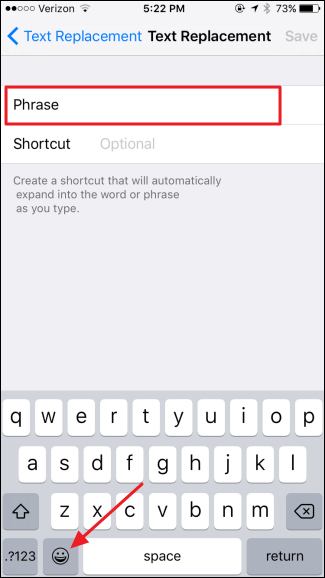 Verizon 5:22 PM 73%
Text Replacement Text Replacement Save
Phrase
Shortcut Optional
Create a shortcut that will automatically
expand into the word or phrase
as you type.
q w e r t y u i o p
a s d f g h j k l
z x c v b n m
.?123 space return